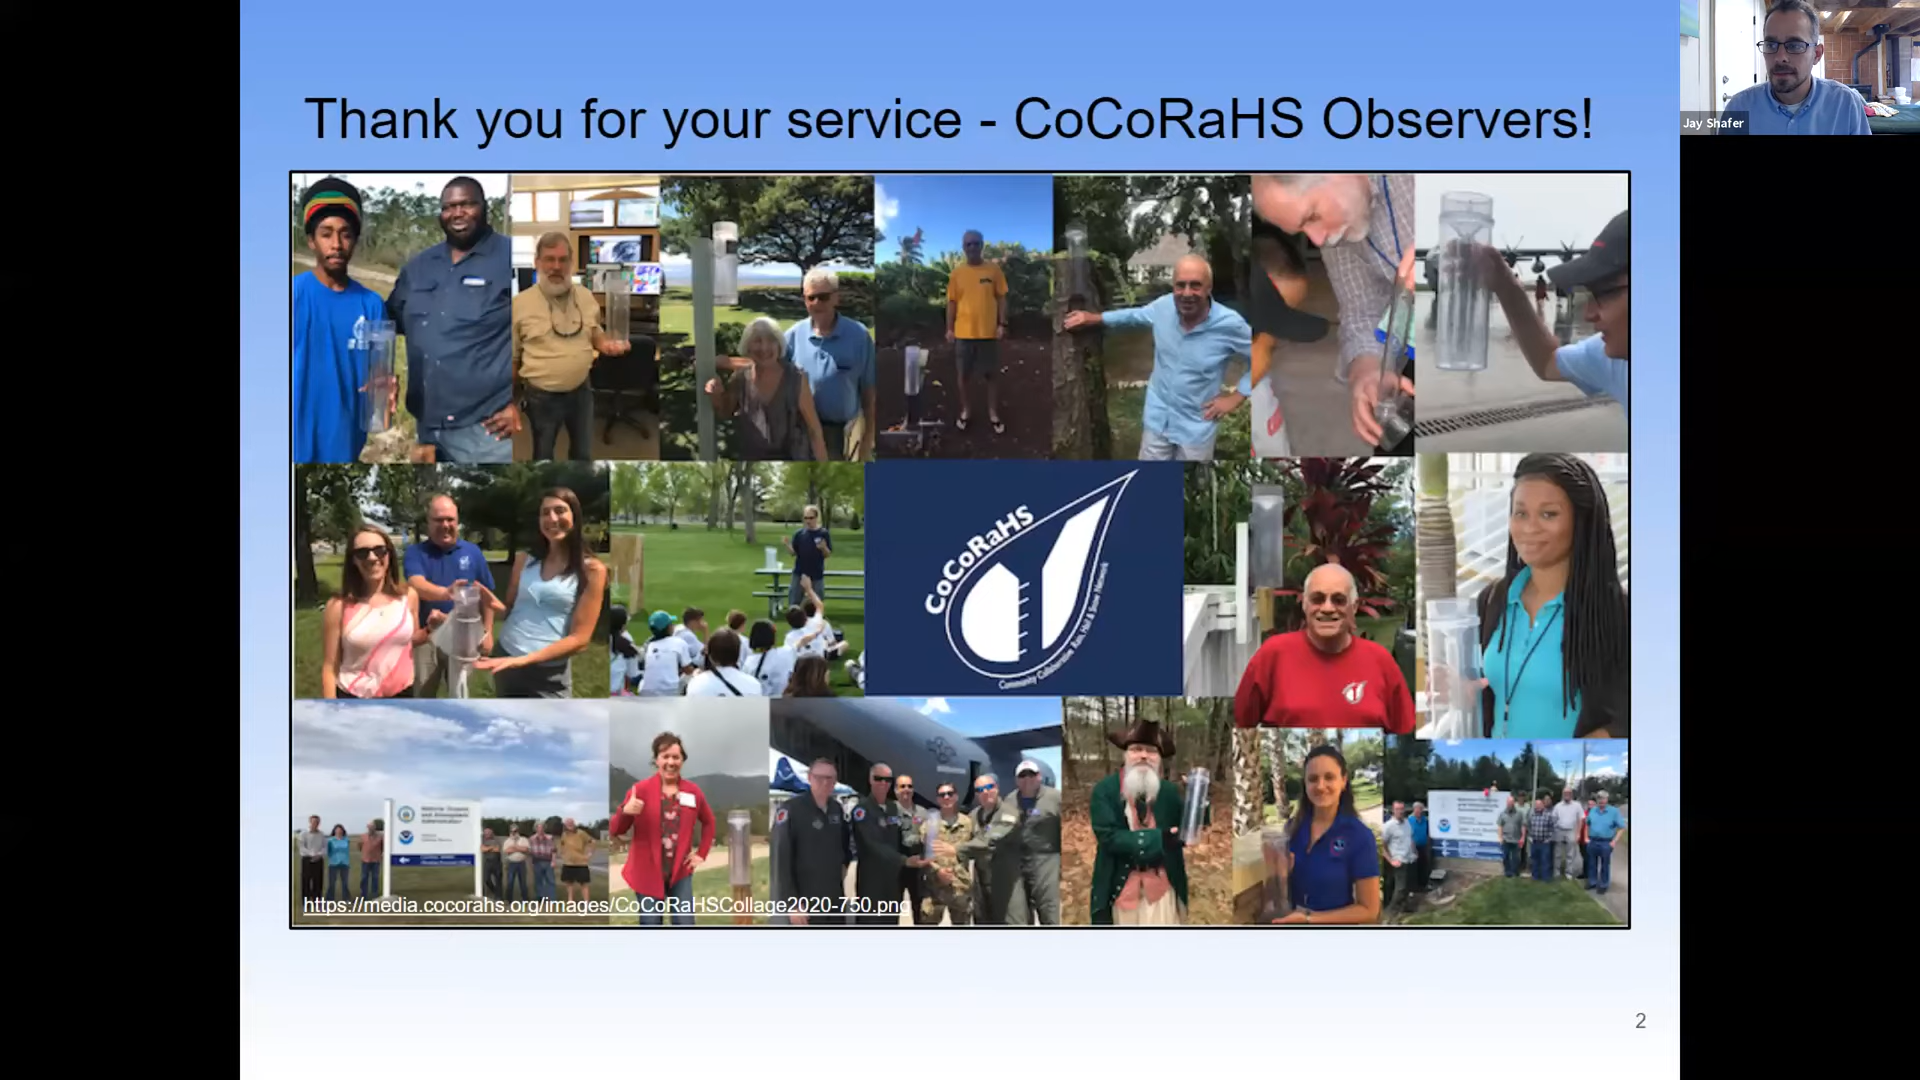 Thank you for your service - CoCoRaHS Observers!
Jay Shafer
CoCoRaHS
Community Collaborative Rain, Hail & Snow Network
https://media.cocorahs.org/images/CoCoRaHSCollage2020-750.png
2